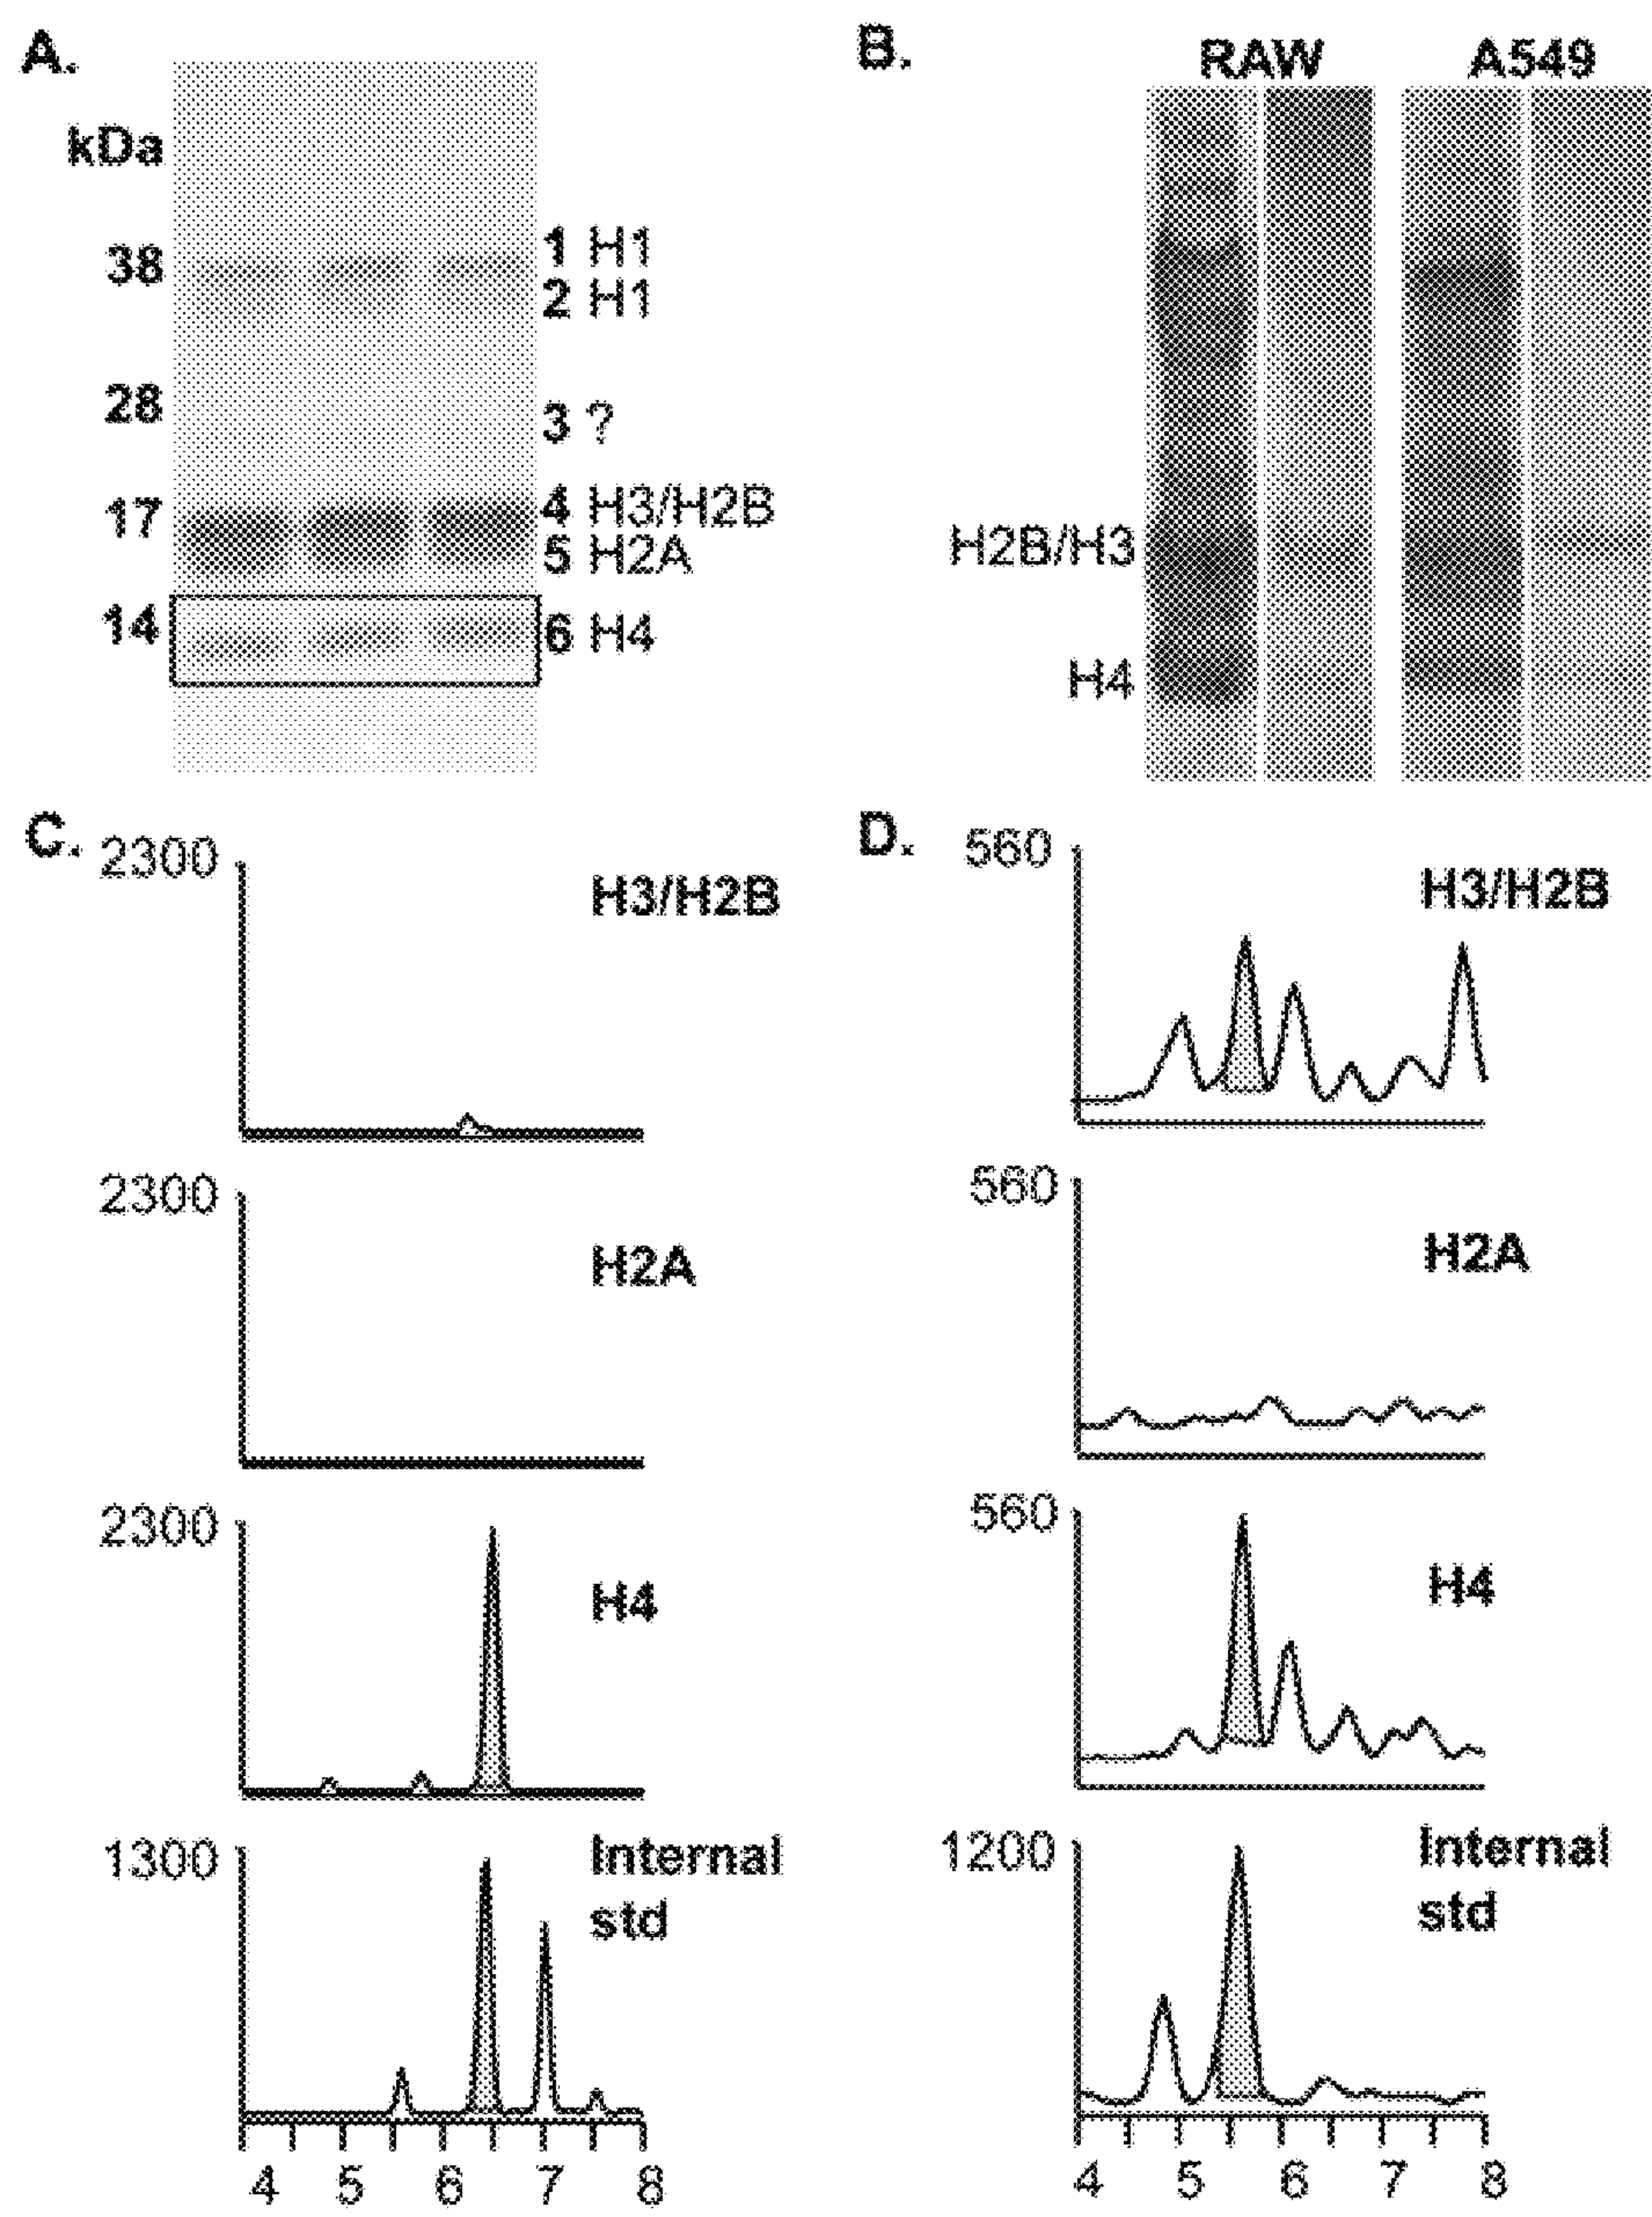 A.
kDa
38
28
17
14
1 H1
2 H1
3 ?
4 H3/H2B
5 H2A
6 H4
B.
RAW A549
H2B/H3
H4
C.
2300
H3/H2B
2300
H2A
2300
H4
1300
Internal
std
4 5 6 7 8
D.
560
H3/H2B
560
H2A
560
H4
1200
Internal
std
4 5 6 7 8